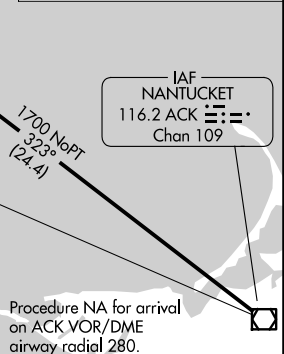 IAF
NANTUCKET
116.2 ACK
Chan 109
1700 NoPT
323°
(24.4)
Procedure NA for arrival
on ACK VOR/DME
airway radial 280.